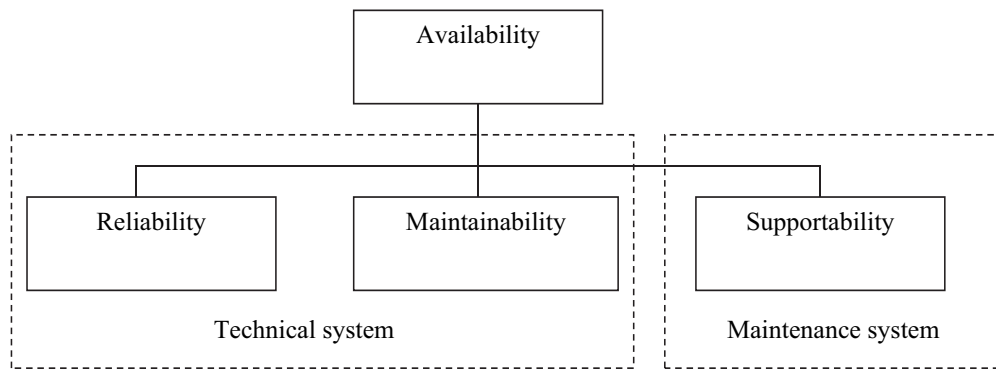 Availability
Reliability
Maintainability
Supportability
Technical system
Maintenance system